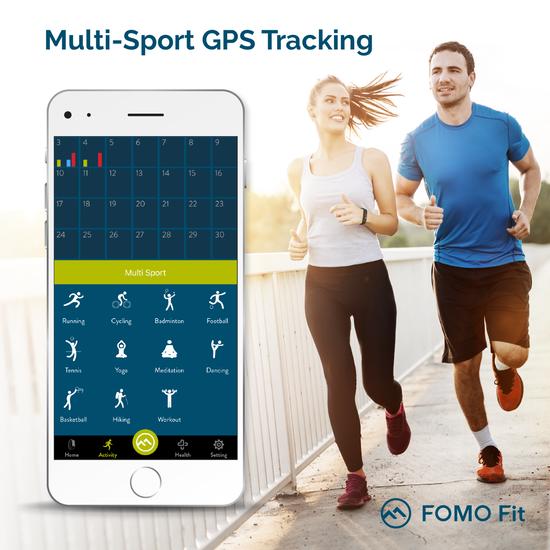 Multi-Sport GPS Tracking
3 4 5 6 7 8 9
10 11 12 13 14 15 16
17 18 19 20 21 22 23
24 25 26 27 28 29 30
Multi Sport
Running Cycling Badminton Football
Tennis Yoga Meditation Dancing
Basketball Hiking Workout
Home Activity Health Setting
FOMO Fit